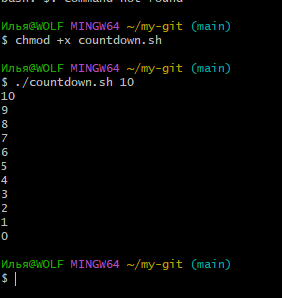 bash: $: command not found
Илья@WOLF MINGW64 ~/my-git (main)
$ chmod +x countdown.sh
Илья@WOLF MINGW64 ~/my-git (main)
$ ./countdown.sh 10
10
9
8
7
6
5
4
3
2
1
0
Илья@WOLF MINGW64 ~/my-git (main)
$